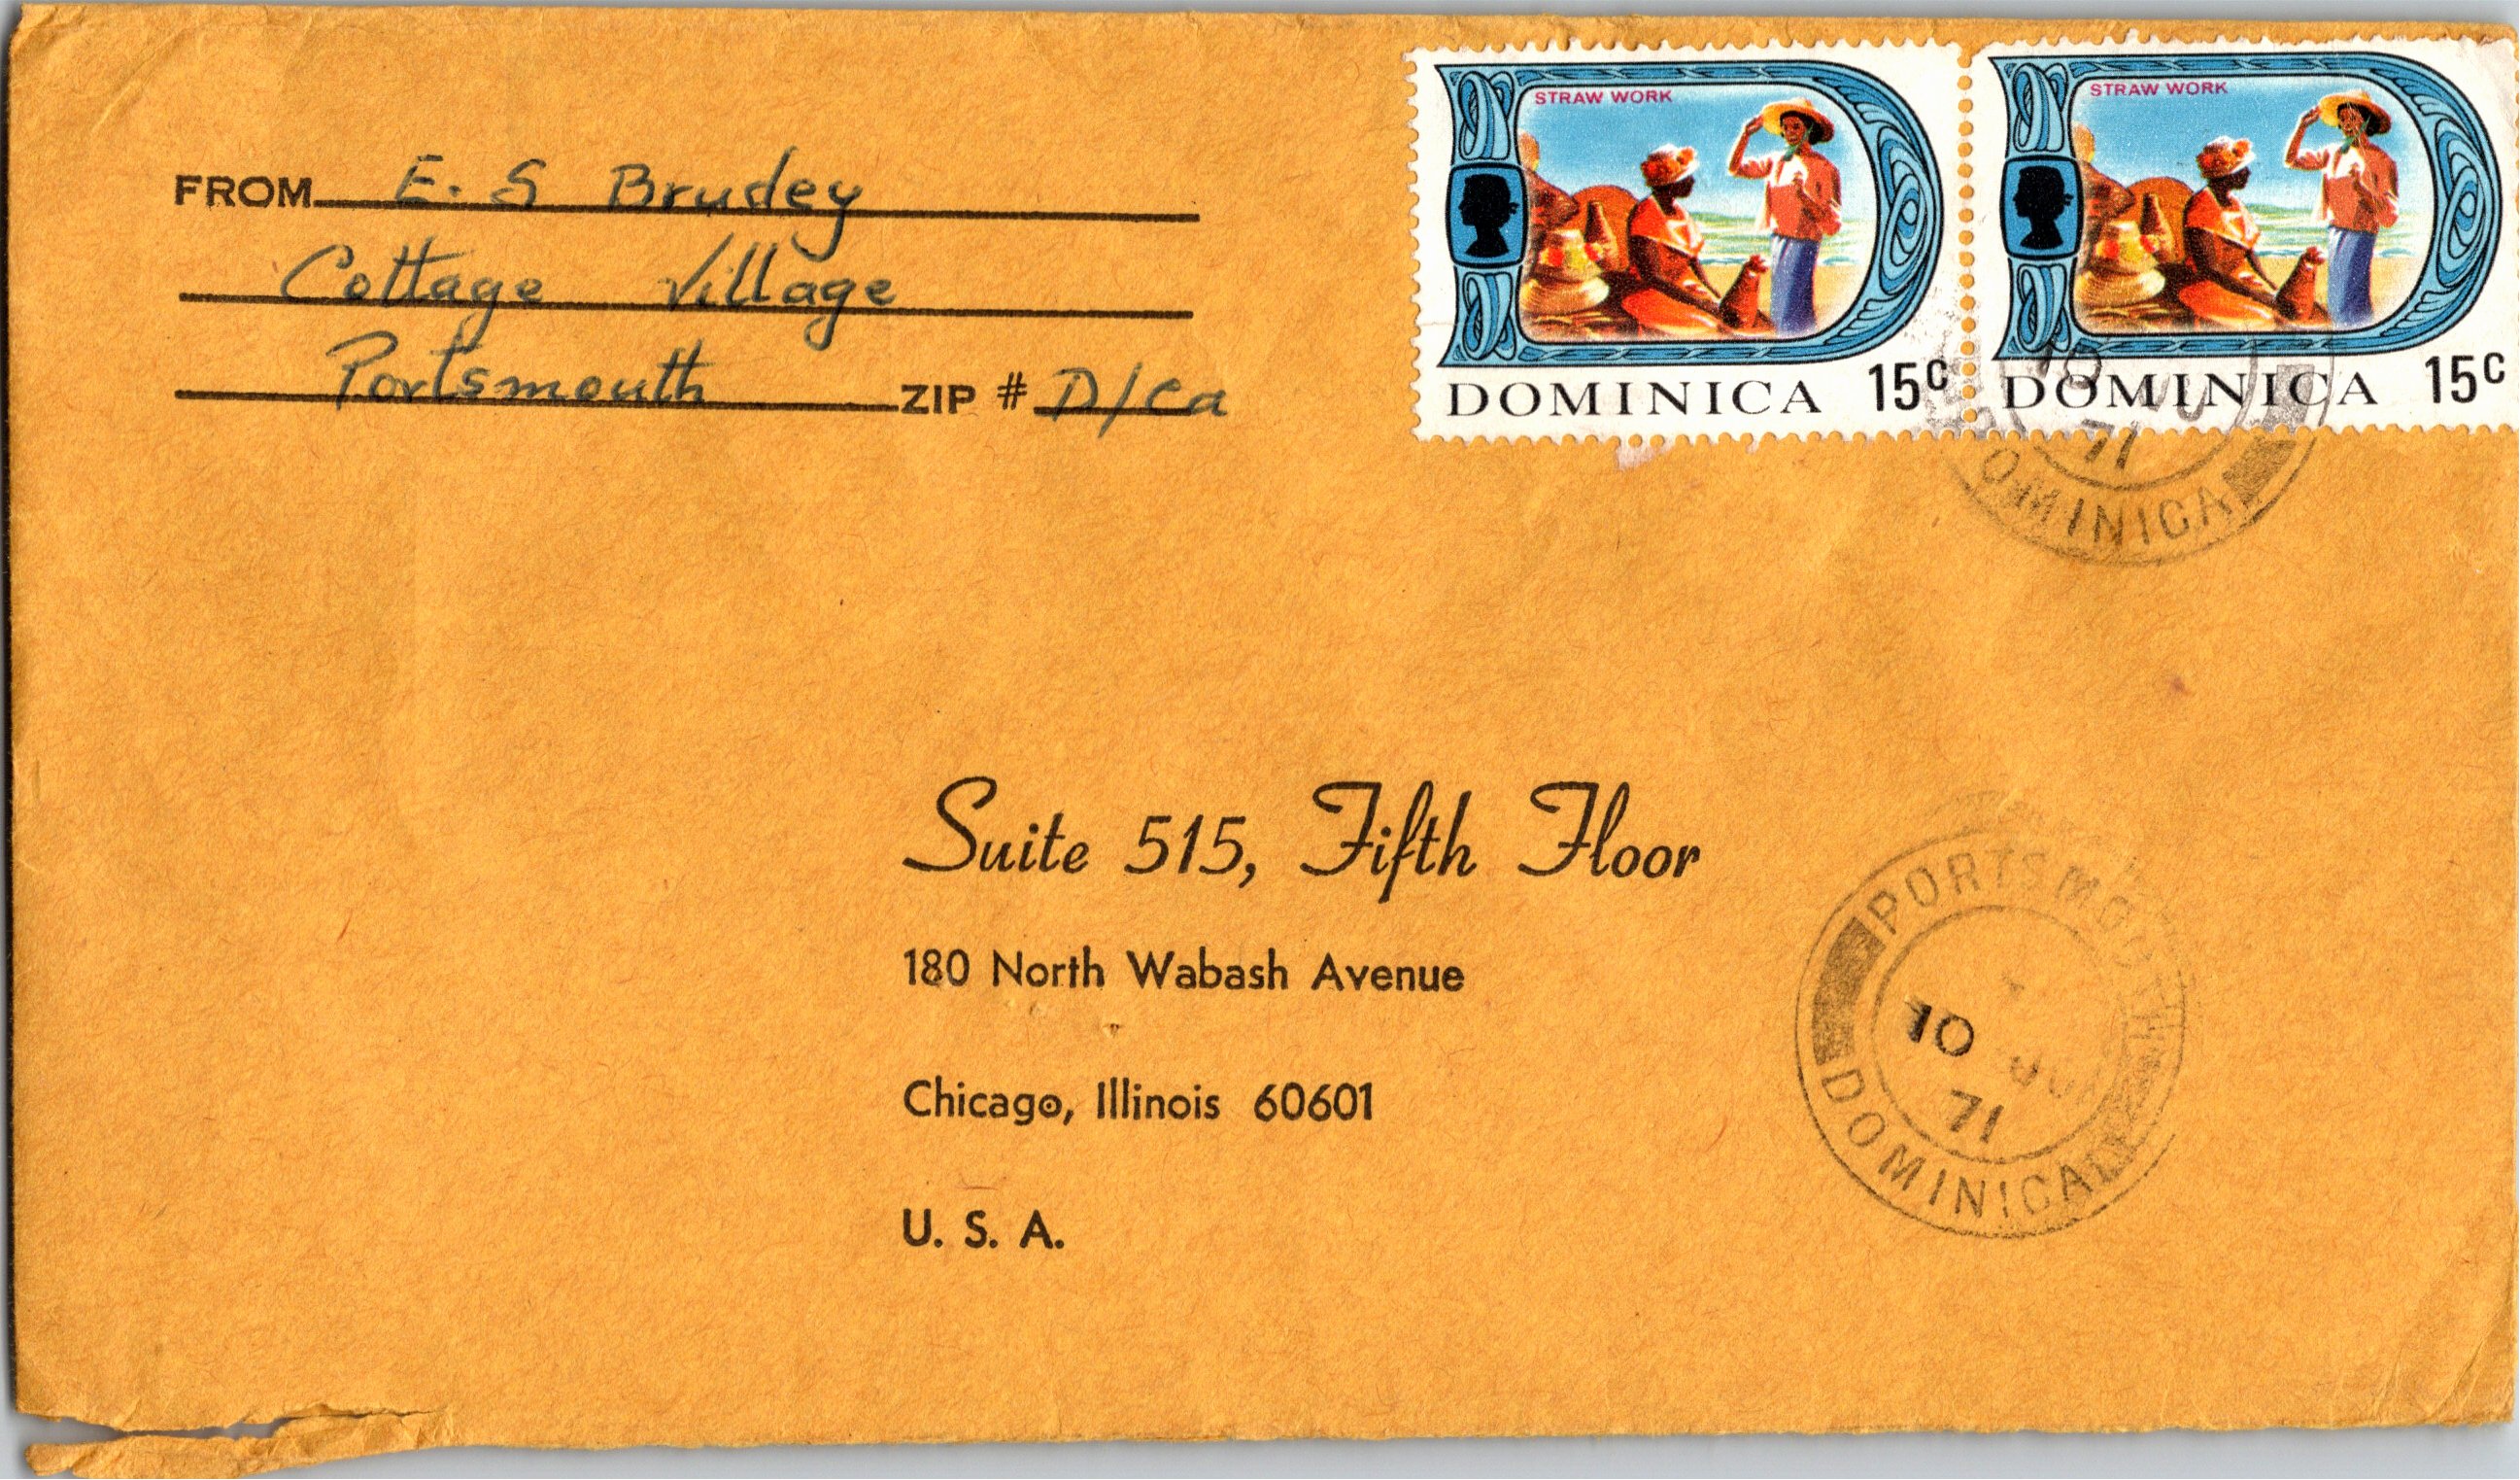 FROM E. S Brudey
Cottage Village
Portsmouth ZIP # D/Ca
STRAW WORK
DOMINICA 15c
STRAW WORK
DOMINICA 15c
10
71
DOMINICA
Suite 515, Fifth Floor
180 North Wabash Avenue
Chicago, Illinois 60601
U. S. A.
PORTSMOUTH
10
71
DOMINICA